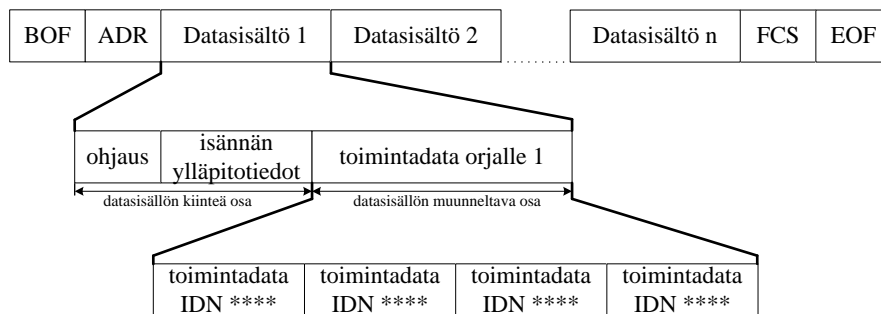 BOF ADR Datasisältö 1 Datasisältö 2 Datasisältö n FCS EOF
ohjaus isännän ylläpitotiedot toimintadata orjalle 1
datasisällön kiinteä osa datasisällön muunneltava osa
toimintadata toimintadata toimintadata toimintadata
IDN **** IDN **** IDN **** IDN ****